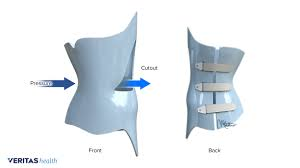 Cutout
Pressure
Front
Back
VERITAS health